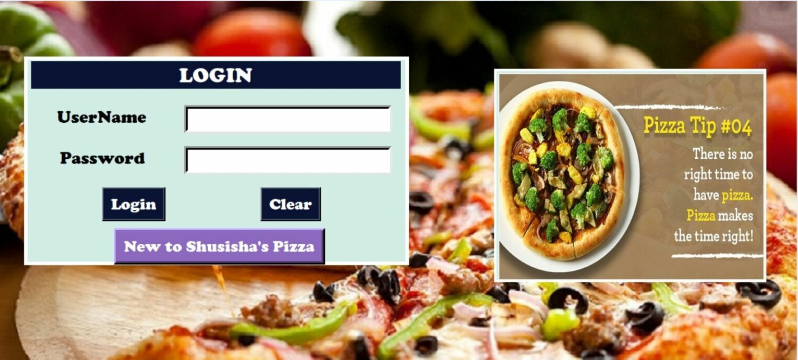 LOGIN
UserName
Password
Login Clear
New to Shusisha's Pizza
Pizza Tip #04
There is no
right time to
have pizza.
Pizza makes
the time right!